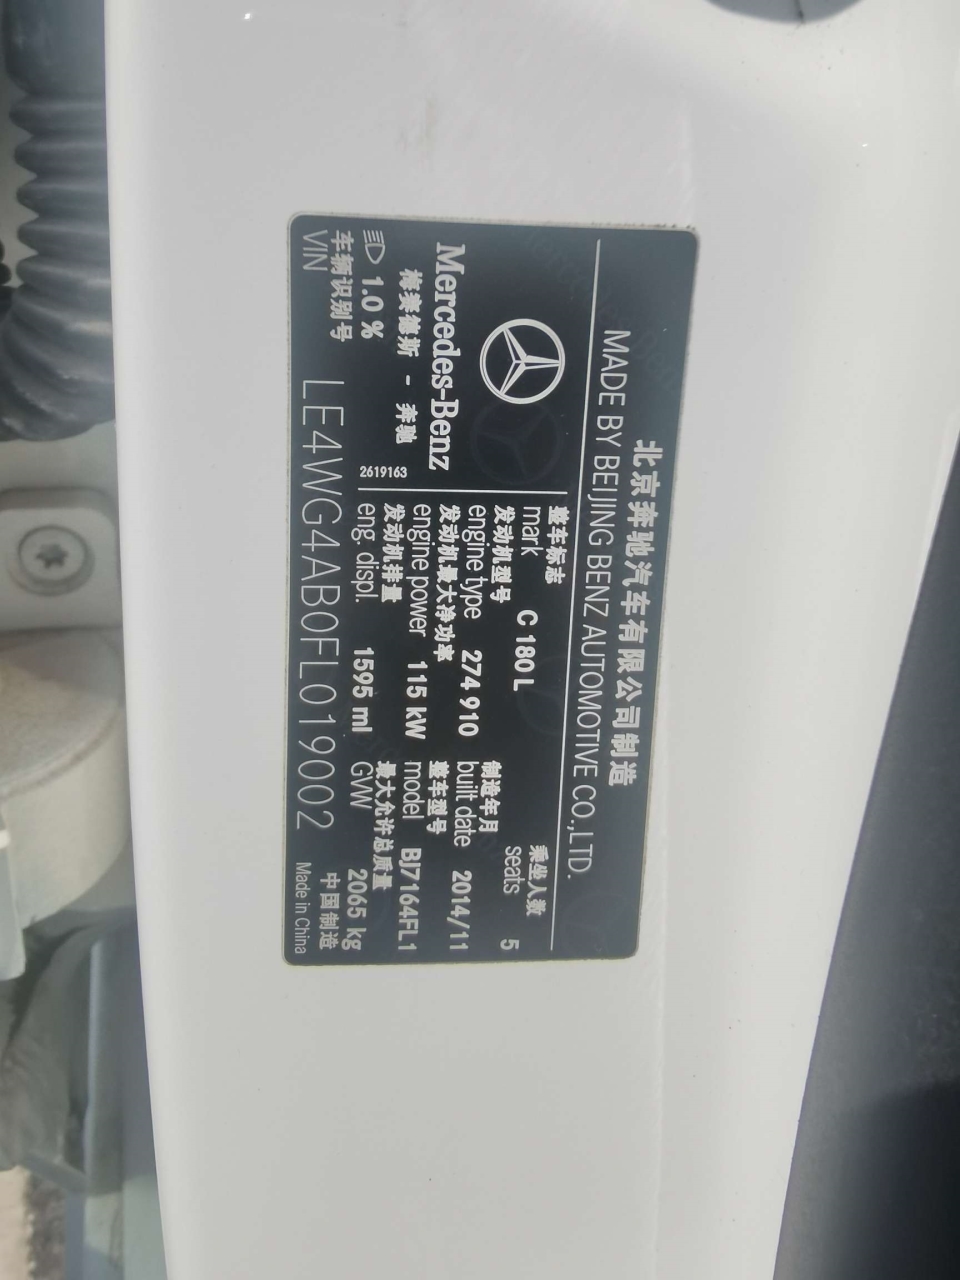 北京奔驰汽车有限公司制造
MADE BY BEIJING BENZ AUTOMOTIVE CO.,LTD.
Mercedes-Benz
梅赛德斯 - 奔驰
2619163
整车标志
mark C 180 L
乘坐人数
seats 5
发动机型号
engine type 274 910
制造年月
built date 2014/11
发动机最大净功率
engine power 115 kW
整车型号
model BJ7164FL1
发动机排量
eng. displ. 1595 ml
最大允许总质量
GVW 2065 kg
1.0 %
车辆识别号
VIN LE4WG4AB0FL019002
中国制造
Made in China